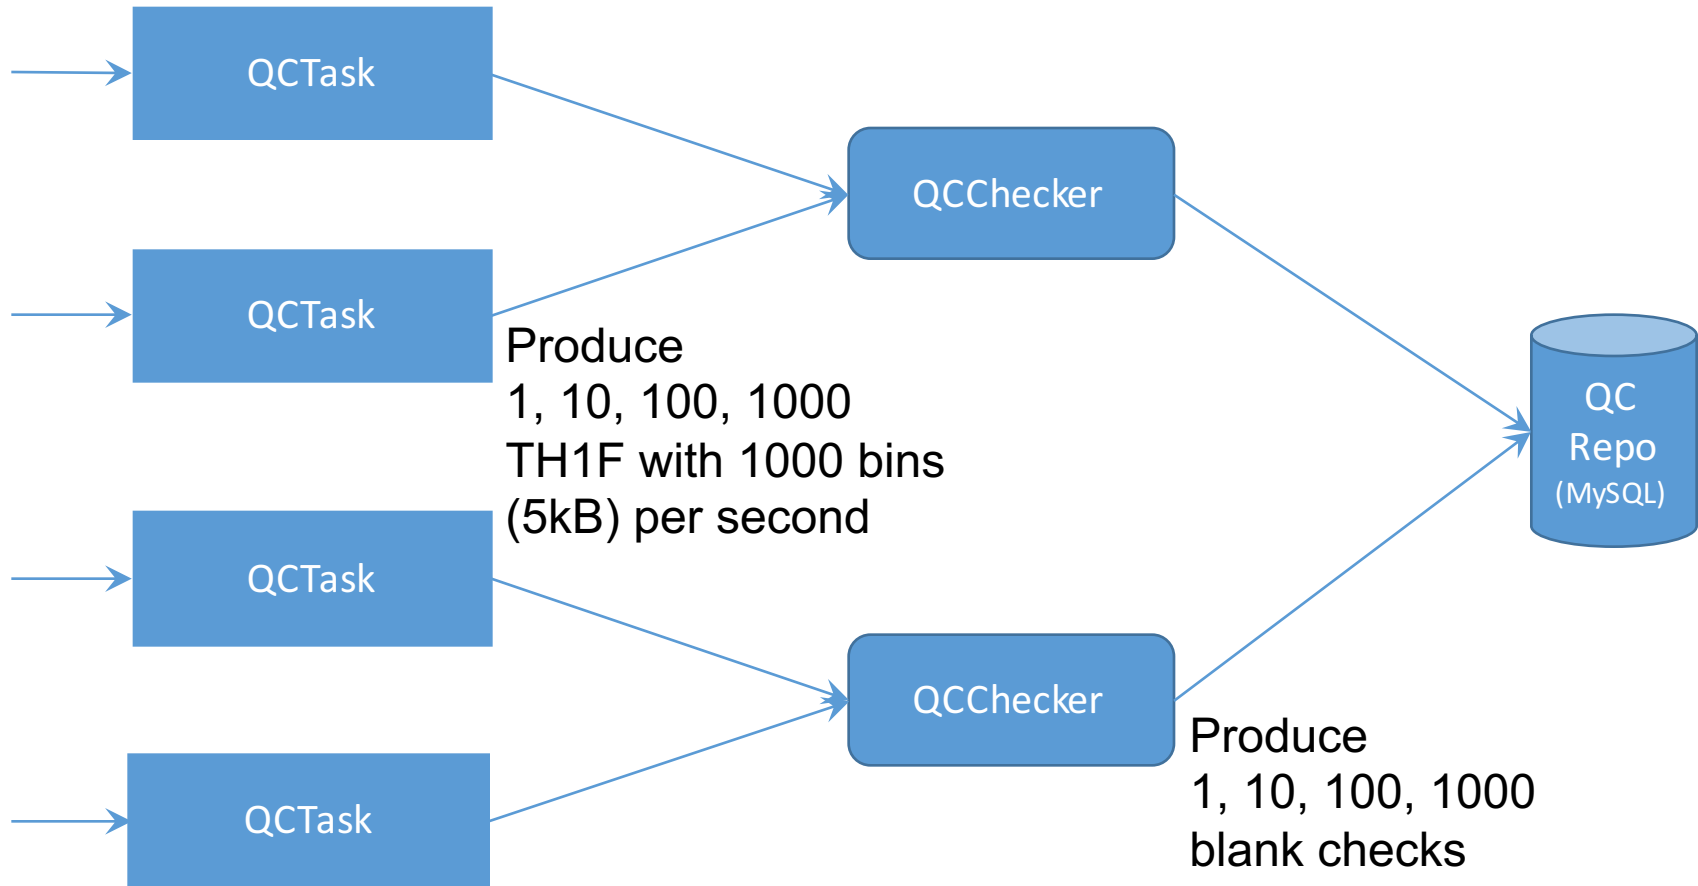 QCTask
QCChecker
QCTask
Produce
1, 10, 100, 1000
TH1F with 1000 bins
(5kB) per second
QC
Repo
(MySQL)
QCTask
QCChecker
Produce
1, 10, 100, 1000
blank checks
QCTask